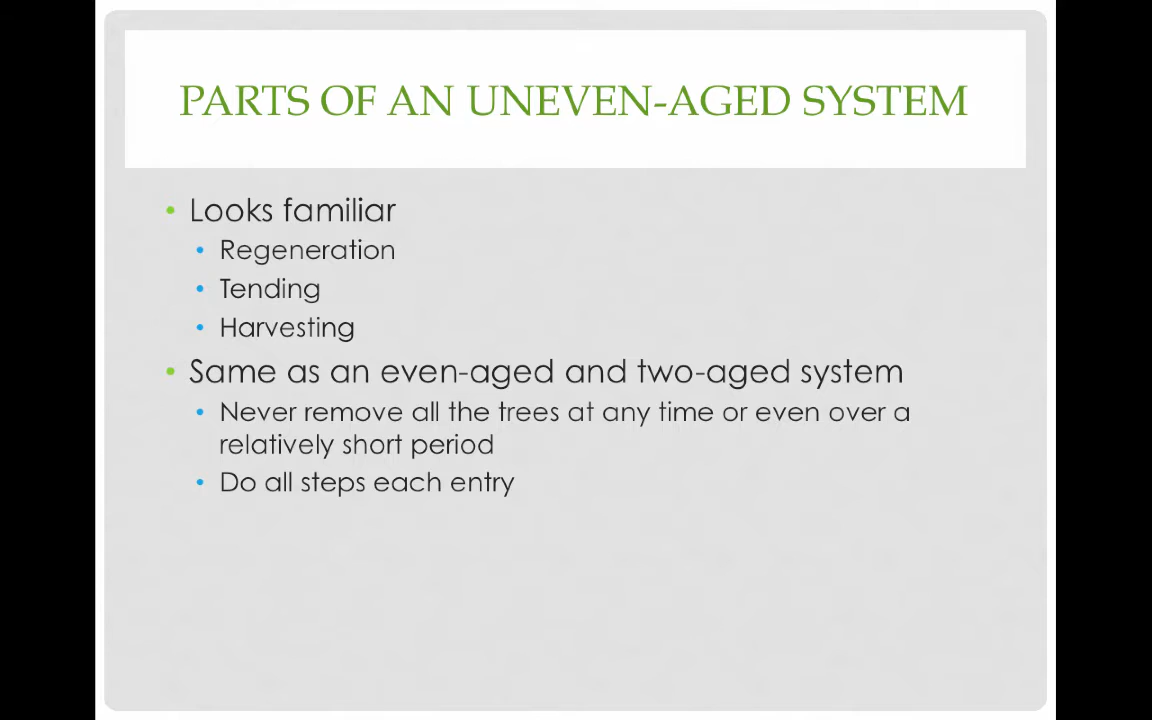 PARTS OF AN UNEVEN-AGED SYSTEM
• Looks familiar
• Regeneration
• Tending
• Harvesting
• Same as an even-aged and two-aged system
• Never remove all the trees at any time or even over a
relatively short period
• Do all steps each entry